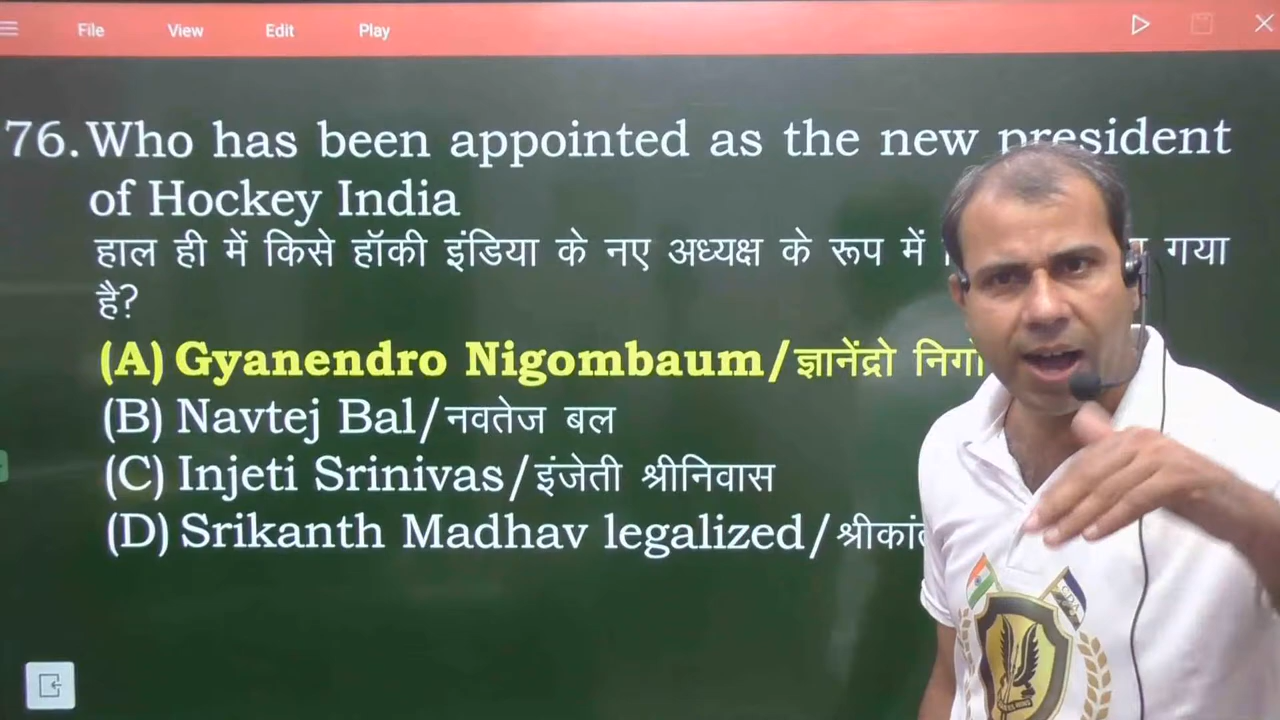 File View Edit Play
76. Who has been appointed as the new president
of Hockey India
हाल ही में किसे हॉकी इंडिया के नए अध्यक्ष के रूप में गया
है?
(A) Gyanendro Nigombaum/ज्ञानेंद्रो
(B) Navtej Bal/नवतेज बल
(C) Injeti Srinivas/इंजेती श्रीनिवास
(D) Srikanth Madhav legalized/
CDA